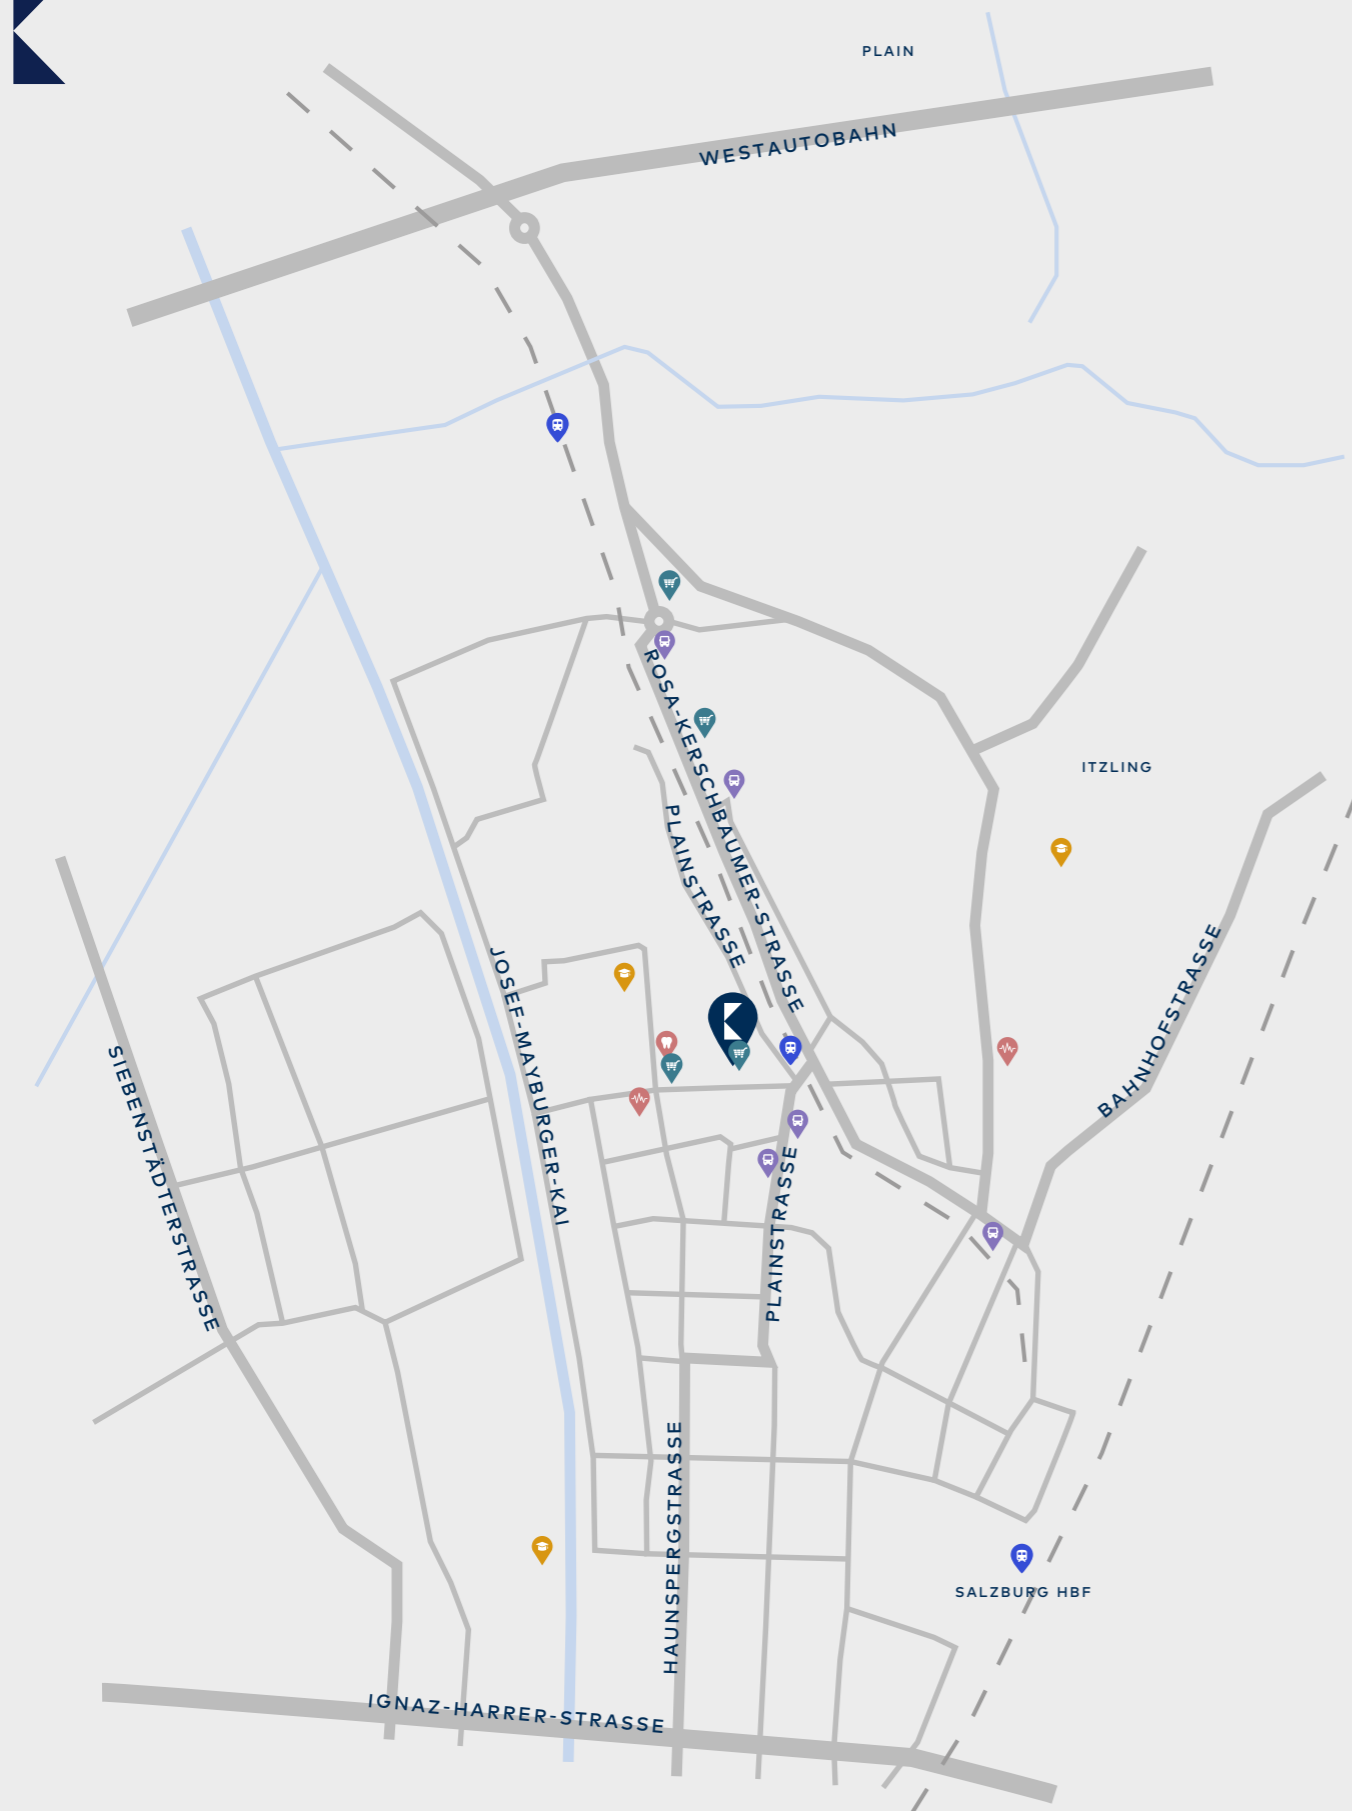 PLAIN
WESTAUTOBAHN
ROSA-KERSCHBAUMER-STRASSE
ITZLING
PLAINSTRASSE
JOSEF-MAYBURGER-KAI
BAHNHOFSTRASSE
SIEBENSTÄDTERSTRASSE
PLAINSTRASSE
HAUNSPERGSTRASSE
SALZBURG HBF
IGNAZ-HARRER-STRASSE